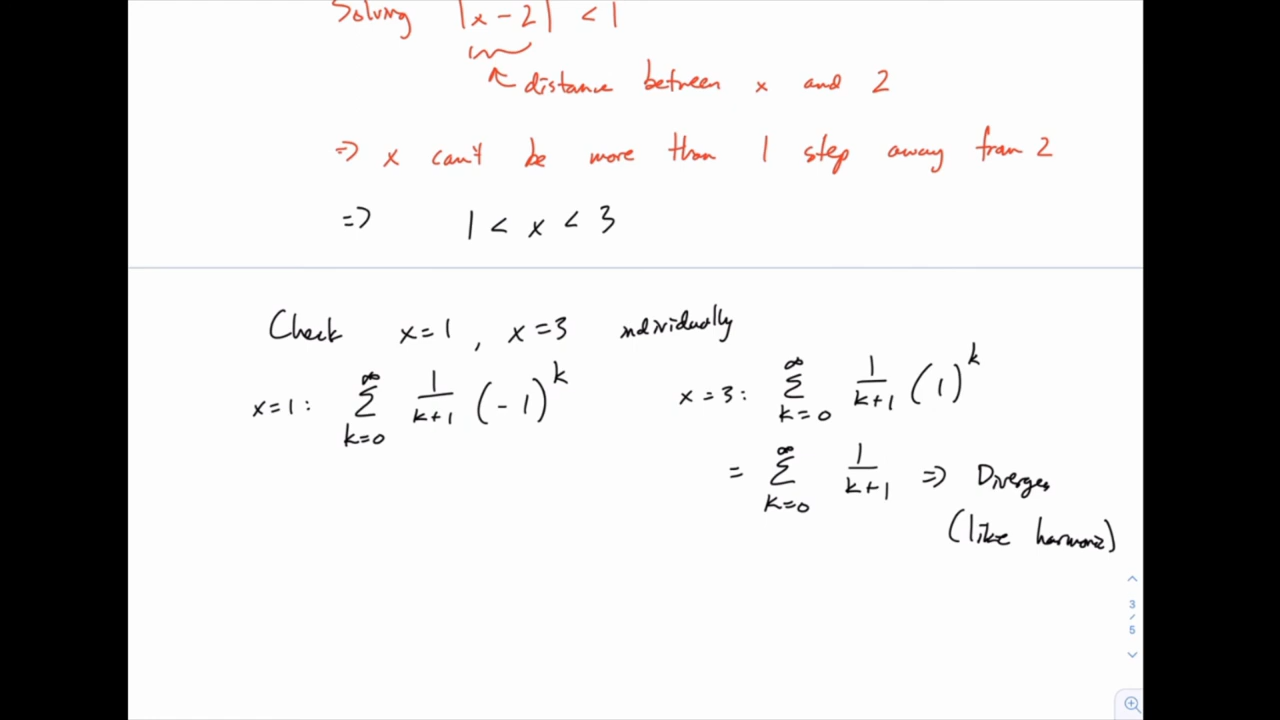 Solving |x - 2| < 1
distance between x and 2
=> x can't be more than 1 step away from 2
=> 1 < x < 3
Check x=1, x=3 individually
x=1: ∞∑k=0 1/(k+1) (-1)^k
x=3: ∞∑k=0 1/(k+1) (1)^k
= ∞∑k=0 1/(k+1) => Diverges
(like harmonic)
3
/
5